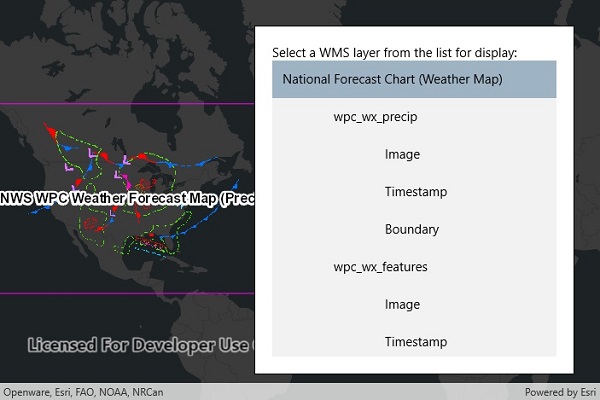 Select a WMS layer from the list for display:
National Forecast Chart (Weather Map)
wpc_wx_precip
Image
Timestamp
Boundary
wpc_wx_features
Image
Timestamp
NWS WPC Weather Forecast Map (Prec
Licensed For Developer Use
Openware, Esri, FAO, NOAA, NRCan
Powered by Esri